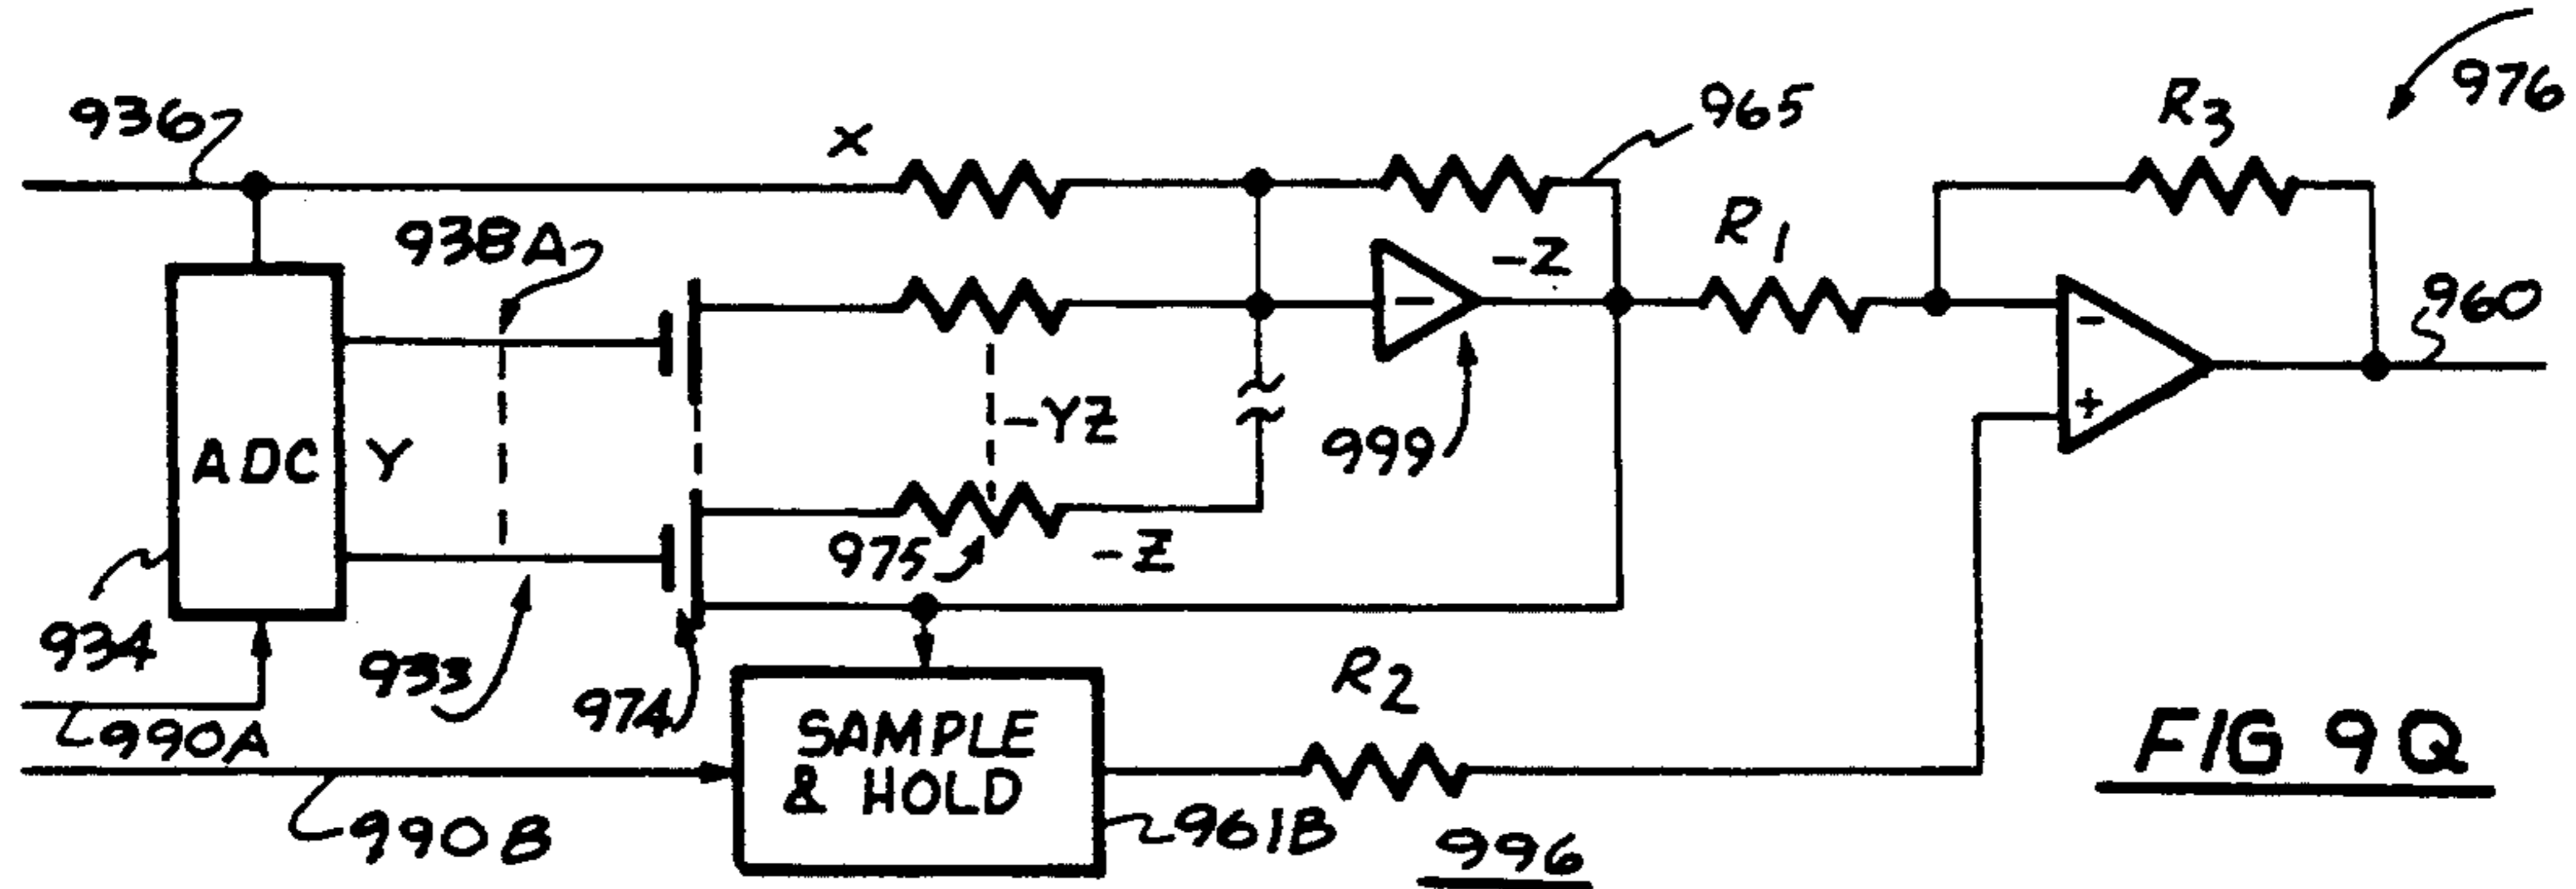 936
X
965
R3
976
938A
R1
-Z
960
-
-
ADC
Y
-YZ
999
+
975
-Z
934
933
974
R2
990A
SAMPLE
& HOLD
FIG 9Q
990B
961B
996